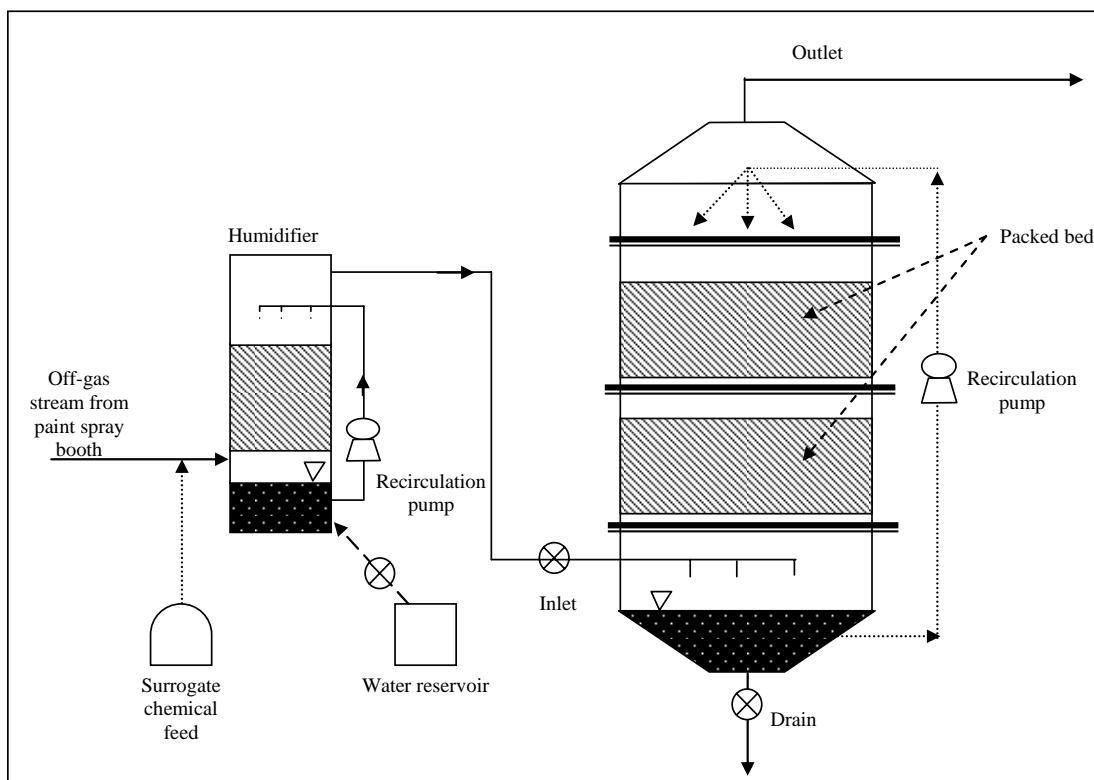 Outlet
Humidifier
Packed bed
Off-gas
stream from
paint spray
booth
Recirculation
pump
Recirculation
pump
Inlet
Surrogate
chemical
feed
Water reservoir
Drain